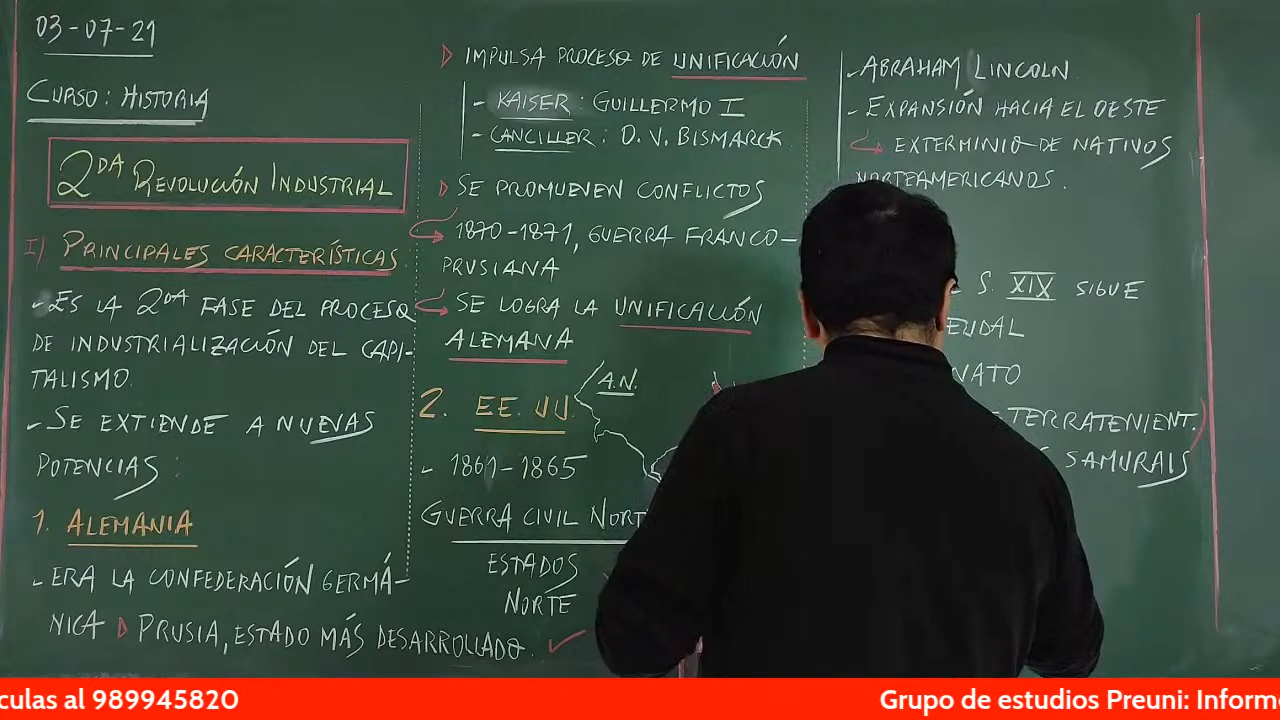 03-07-21
CURSO: HISTORIA
2DA REVOLUCIÓN INDUSTRIAL
I) PRINCIPALES CARACTERÍSTICAS.
- ES LA 2DA FASE DEL PROCESO
DE INDUSTRIALIZACIÓN DEL CAPI-
TALISMO.
- SE EXTIENDE A NUEVAS
POTENCIAS:
1. ALEMANIA
- ERA LA CONFEDERACIÓN GERMÁ-
NICA ▷ PRUSIA, ESTADO MÁS DESARROLLADO.
▷ IMPULSA PROCESO DE UNIFICACIÓN
- KAISER: GUILLERMO I
- CANCILLER: O. V. BISMARCK
▷ SE PROMUEVEN CONFLICTOS
1870-1871, GUERRA FRANCO-
PRUSIANA
SE LOGRA LA UNIFICACIÓN
ALEMANA
2. EE. UU.
A.N.
- 1861-1865
GUERRA CIVIL NORT
ESTADOS
NORTE
- ABRAHAM LINCOLN
- EXPANSIÓN HACIA EL OESTE
EXTERMINIO DE NATIVOS
NORTEAMERICANOS.
S. XIX SIGUE
EUDAL
NATO
TERRATENIENT.
SAMURAIS
culas al 989945820
Grupo de estudios Preuni: Informe